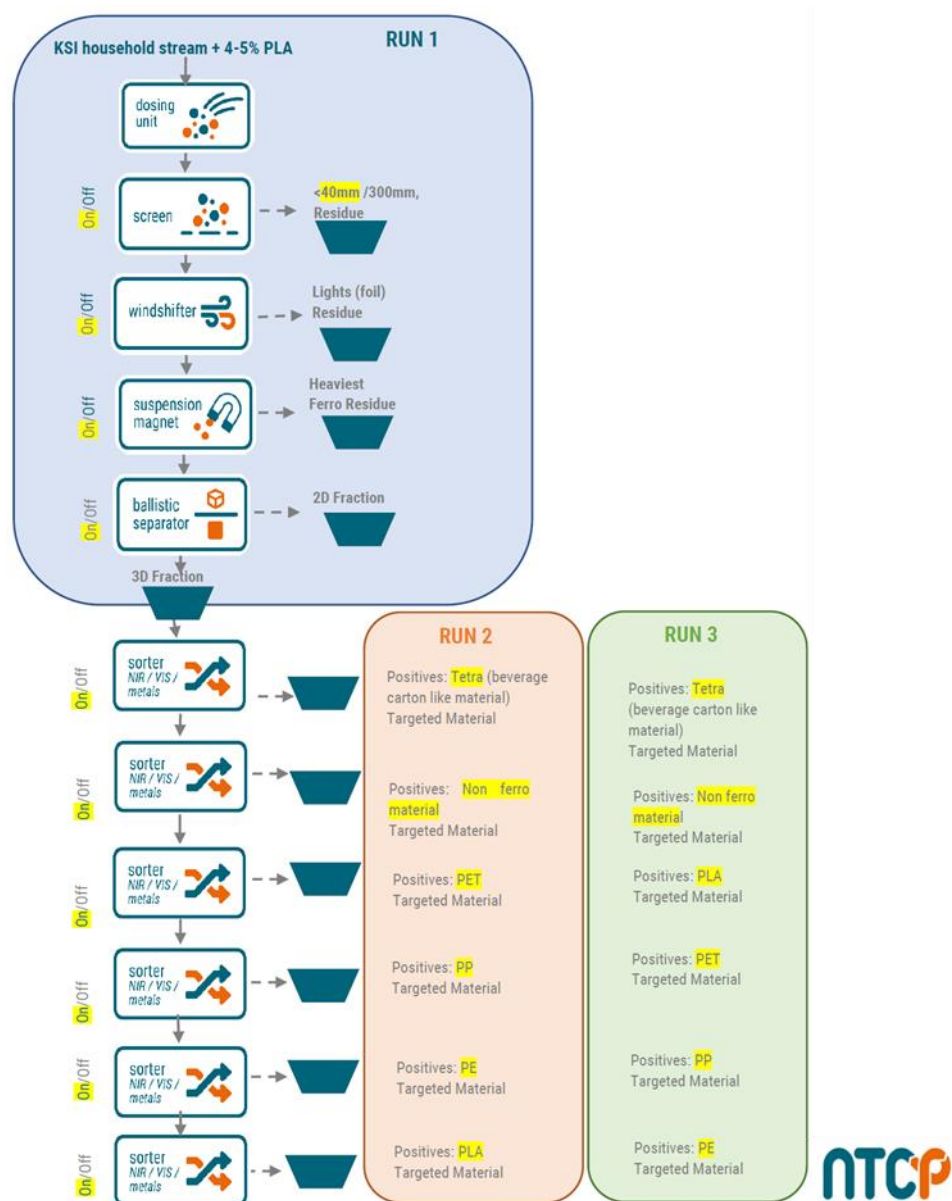 RUN 1
KSI household stream + 4-5% PLA
dosing
unit
On/Off
screen
<40mm /300mm,
Residue
On/Off
windshifter
Lights (foil)
Residue
On/Off
suspension
magnet
Heaviest
Ferro Residue
On/Off
ballistic
separator
2D Fraction
3D Fraction
RUN 2
RUN 3
On/Off
sorter
NIR / VIS /
metals
Positives: Tetra (beverage
carton like material)
Targeted Material
Positives: Tetra
(beverage carton like
material)
Targeted Material
On/Off
sorter
NIR / VIS /
metals
Positives: Non ferro
material
Targeted Material
Positives: Non ferro
material
Targeted Material
On/Off
sorter
NIR / VIS /
metals
Positives: PET
Targeted Material
Positives: PLA
Targeted Material
On/Off
sorter
NIR / VIS /
metals
Positives: PP
Targeted Material
Positives: PET
Targeted Material
On/Off
sorter
NIR / VIS /
metals
Positives: PE
Targeted Material
Positives: PP
Targeted Material
On/Off
sorter
NIR / VIS /
metals
Positives: PLA
Targeted Material
Positives: PE
Targeted Material
NTCP